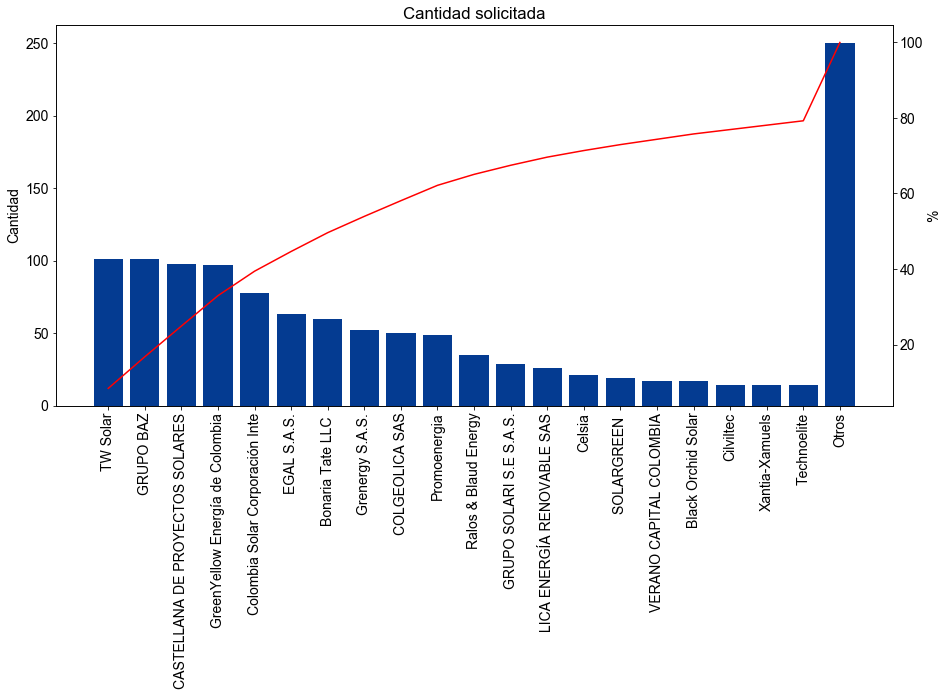 Cantidad solicitada
250
200
150
100
50
0
Cantidad
100
80
60
40
20
%
TW Solar
GRUPO BAZ
CASTELLANA DE PROYECTOS SOLARES
GreenYellow Energía de Colombia
Colombia Solar Corporación Inte
EGAL S.A.S.
Bonaria Tate LLC
Grenergy S.A.S.
COLGEOLICA SAS
Promoenergia
Ralos & Blaud Energy
GRUPO SOLARI S.E S.A.S.
LICA ENERGÍA RENOVABLE SAS
Celsia
SOLARGREEN
VERANO CAPITAL COLOMBIA
Black Orchid Solar
Cilviltec
Xantia-Xamuels
Technoelite
Otros